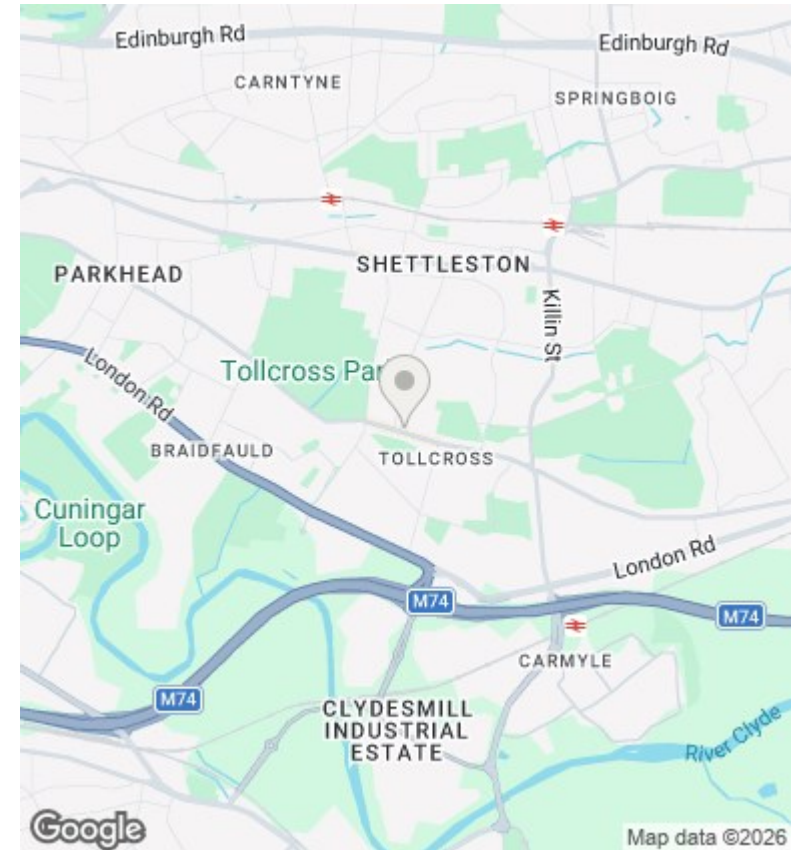 Edinburgh Rd
Edinburgh Rd
CARNTYNE
SPRINGBOIG
SHETTLESTON
PARKHEAD
Killin St
London Rd
Tollcross Par
BRAIDFAULD
TOLLCROSS
Cuningar
Loop
London Rd
M74
M74
CARMYLE
M74
CLYDESMILL
INDUSTRIAL
ESTATE
River Clyde
Google
Map data ©2026